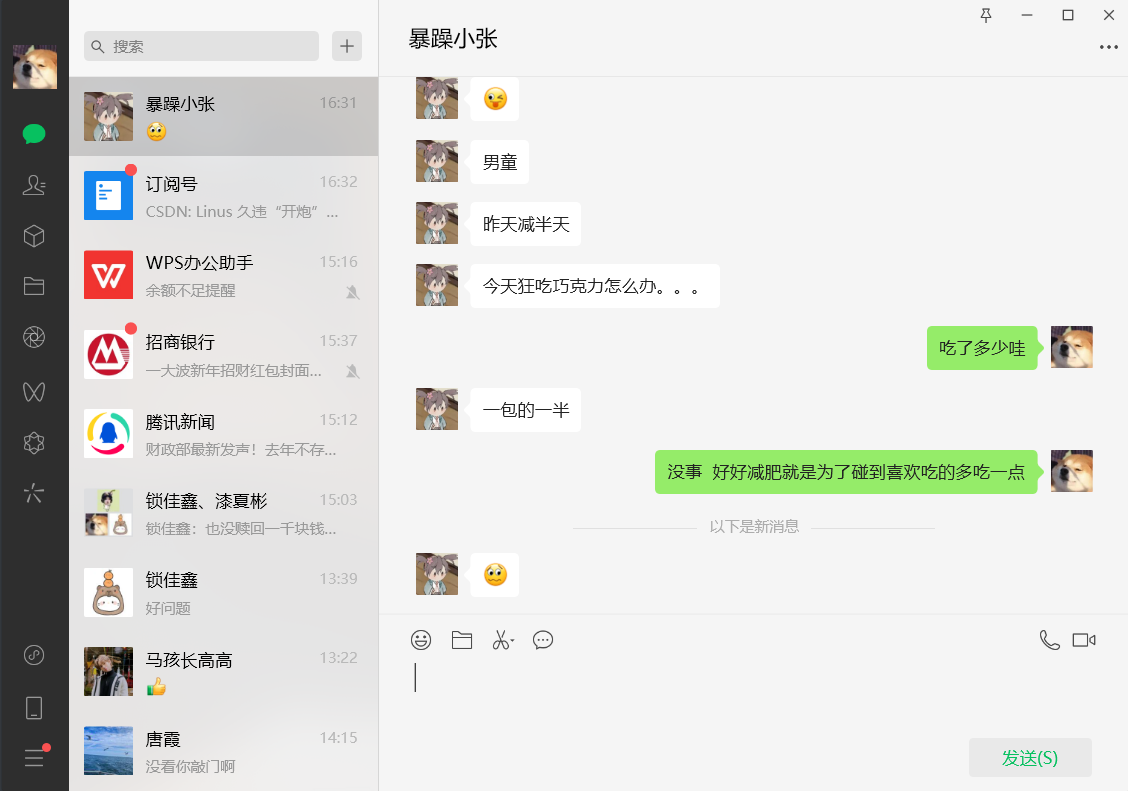 搜索
暴躁小张 16:31
订阅号 16:32
CSDN: Linus 久违“开炮” ...
WPS办公助手 15:16
余额不足提醒
招商银行 15:37
一大波新年招财红包封面...
腾讯新闻 15:12
财政部最新发声！去年不存...
锁佳鑫、漆夏彬 15:03
锁佳鑫：也没赎回一千块钱...
锁佳鑫 13:39
好问题
马孩长高高 13:22
唐霞 14:15
没看你敲门啊
暴躁小张
男童
昨天减半天
今天狂吃巧克力怎么办。。。
吃了多少哇
一包的一半
没事 好好减肥就是为了碰到喜欢吃的多吃一点
以下是新消息
发送(S)